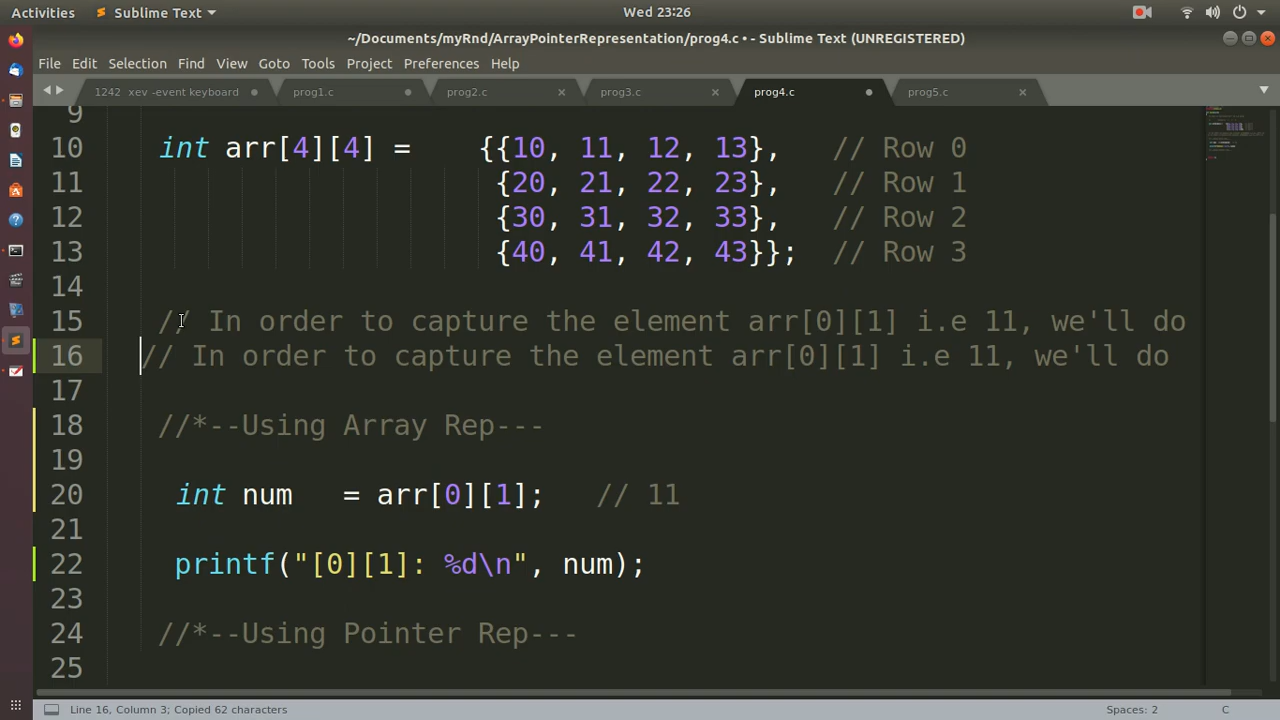 Activities Sublime Text Wed 23:26
~/Documents/myRnd/ArrayPointerRepresentation/prog4.c • - Sublime Text (UNREGISTERED)
File Edit Selection Find View Goto Tools Project Preferences Help
1242 xev -event keyboard prog1.c prog2.c prog3.c prog4.c prog5.c
9
10 int arr[4][4] = {{10, 11, 12, 13}, // Row 0
11 {20, 21, 22, 23}, // Row 1
12 {30, 31, 32, 33}, // Row 2
13 {40, 41, 42, 43}}; // Row 3
14
15 // In order to capture the element arr[0][1] i.e 11, we'll do
16 // In order to capture the element arr[0][1] i.e 11, we'll do
17
18 //*--Using Array Rep---
19
20 int num = arr[0][1]; // 11
21
22 printf("[0][1]: %d\n", num);
23
24 //*--Using Pointer Rep---
25
Line 16, Column 3; Copied 62 characters Spaces: 2 C